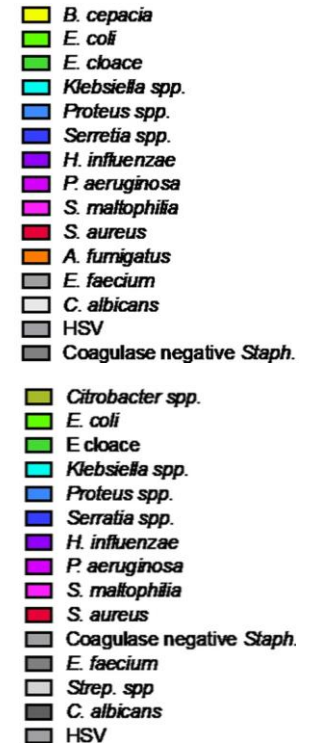 B. cepacia
E. coli
E. cloace
Klebsiella spp.
Proteus spp.
Serretia spp.
H. influenzae
P. aeruginosa
S. maltophilia
S. aureus
A. fumigatus
E. faecium
C. albicans
HSV
Coagulase negative Staph.
Citrobacter spp.
E. coli
E cloace
Klebsiella spp.
Proteus spp.
Serratia spp.
H. influenzae
P. aeruginosa
S. maltophilia
S. aureus
Coagulase negative Staph.
E. faecium
Strep. spp
C. albicans
HSV